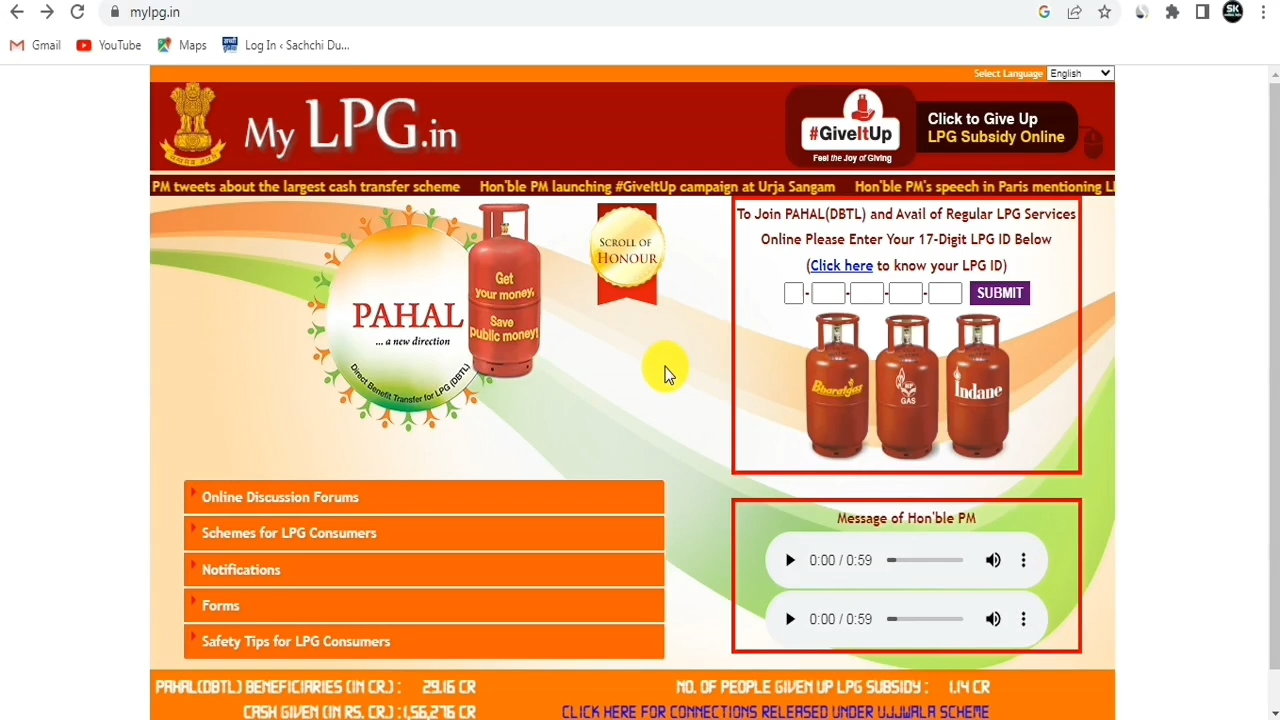 mylpg.in
SK
Gmail
YouTube
Maps
Log In ‹ Sachchi Du...
Select Language English
My LPG.in
#GiveItUp
Feel the Joy of Giving
Click to Give Up
LPG Subsidy Online
PM tweets about the largest cash transfer scheme Hon'ble PM launching #GiveItUp campaign at Urja Sangam Hon'ble PM's speech in Paris mentioning
PAHAL
... a new direction
Direct Benefit Transfer for LPG (DBTL)
Get
your money,
Save
public money!
SCROLL OF
HONOUR
To Join PAHAL(DBTL) and Avail of Regular LPG Services
Online Please Enter Your 17-Digit LPG ID Below
(Click here to know your LPG ID)
- - - - SUBMIT
Bharatgas
HP
GAS
Indane
Online Discussion Forums
Schemes for LPG Consumers
Notifications
Forms
Safety Tips for LPG Consumers
Message of Hon'ble PM
0:00 / 0:59
0:00 / 0:59
PAHAL(DBTL) BENEFICIARIES (IN CR.) : 29.16 CR
NO. OF PEOPLE GIVEN UP LPG SUBSIDY : 1.14 CR
CASH GIVEN (IN RS. CR.) :1,56,276 CR
CLICK HERE FOR CONNECTIONS RELEASED UNDER UJJWALA SCHEME